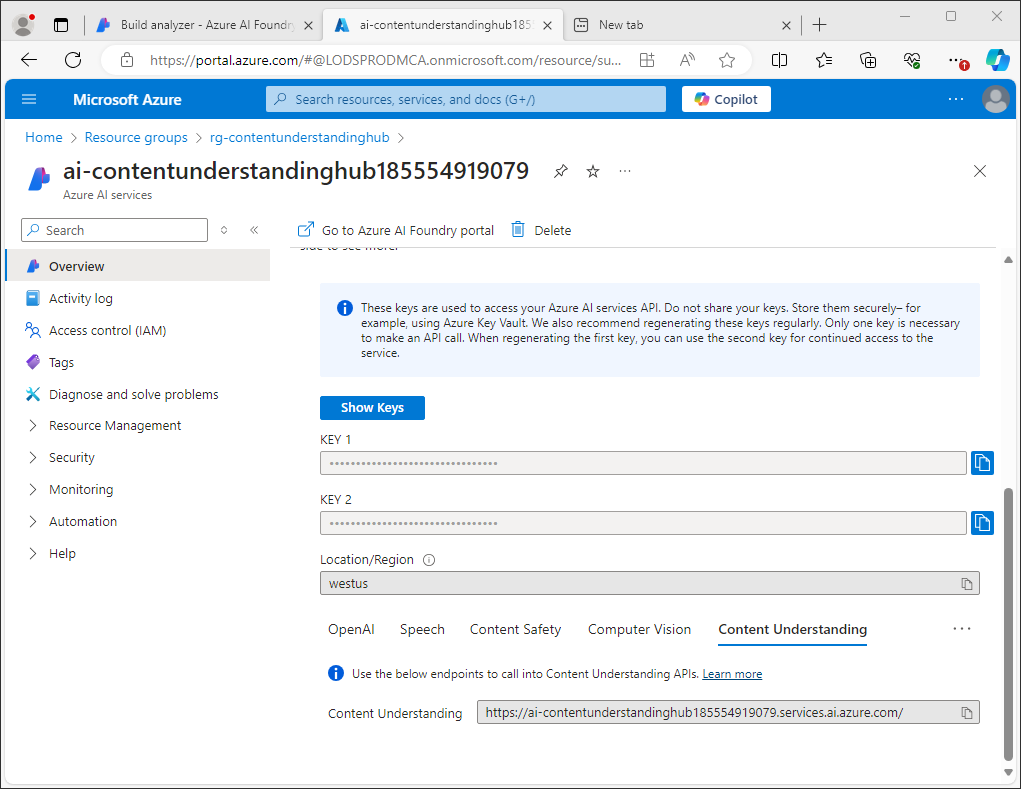 Build analyzer - Azure AI Foundry
ai-contentunderstandinghub185554
New tab
https://portal.azure.com/#@LODSPRODMCA.onmicrosoft.com/resource/su...
Microsoft Azure
Search resources, services, and docs (G+/)
Copilot
Home > Resource groups > rg-contentunderstandinghub >
ai-contentunderstandinghub185554919079
Azure AI services
Search
Go to Azure AI Foundry portal
Delete
Overview
Activity log
Access control (IAM)
Tags
Diagnose and solve problems
Resource Management
Security
Monitoring
Automation
Help
side to see more.
These keys are used to access your Azure AI services API. Do not share your keys. Store them securely– for
example, using Azure Key Vault. We also recommend regenerating these keys regularly. Only one key is necessary
to make an API call. When regenerating the first key, you can use the second key for continued access to the
service.
Show Keys
KEY 1
••••••••••••••••••••••••••••••••
KEY 2
••••••••••••••••••••••••••••••••
Location/Region
westus
OpenAI
Speech
Content Safety
Computer Vision
Content Understanding
Use the below endpoints to call into Content Understanding APIs. Learn more
Content Understanding
https://ai-contentunderstandinghub185554919079.services.ai.azure.com/